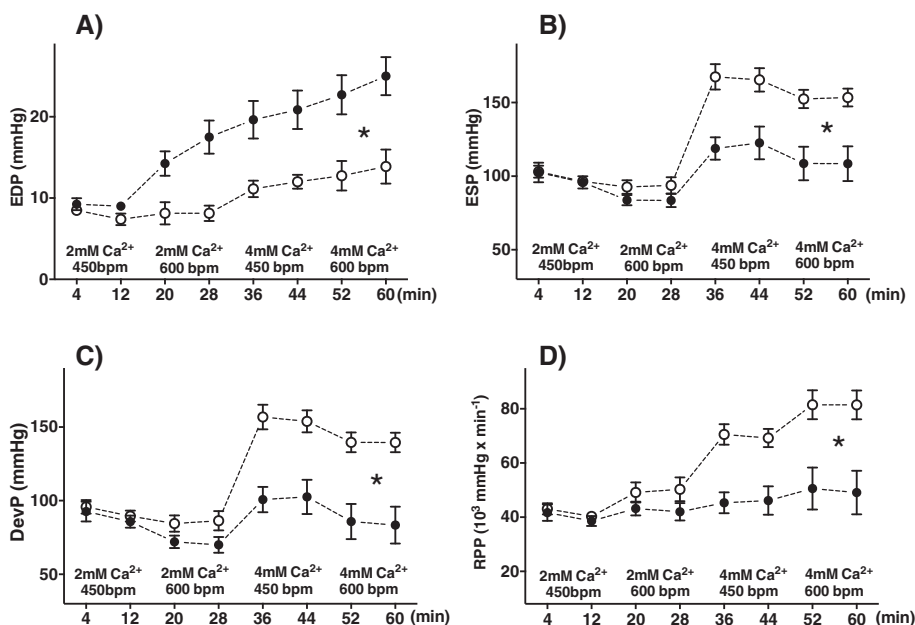 A)
EDP (mmHg)
20
10
0
2mM Ca²⁺ 2mM Ca²⁺ 4mM Ca²⁺ 4mM Ca²⁺
450bpm 600 bpm 450 bpm 600 bpm
*
4 12 20 28 36 44 52 60 (min)
B)
ESP (mmHg)
150
100
50
2mM Ca²⁺ 2mM Ca²⁺ 4mM Ca²⁺ 4mM Ca²⁺
450bpm 600 bpm 450 bpm 600 bpm
*
4 12 20 28 36 44 52 60 (min)
C)
DevP (mmHg)
150
100
50
2mM Ca²⁺ 2mM Ca²⁺ 4mM Ca²⁺ 4mM Ca²⁺
450bpm 600 bpm 450 bpm 600 bpm
*
4 12 20 28 36 44 52 60 (min)
D)
RPP (10³ mmHg x min⁻¹)
80
60
40
20
2mM Ca²⁺ 2mM Ca²⁺ 4mM Ca²⁺ 4mM Ca²⁺
450bpm 600 bpm 450 bpm 600 bpm
*
4 12 20 28 36 44 52 60 (min)